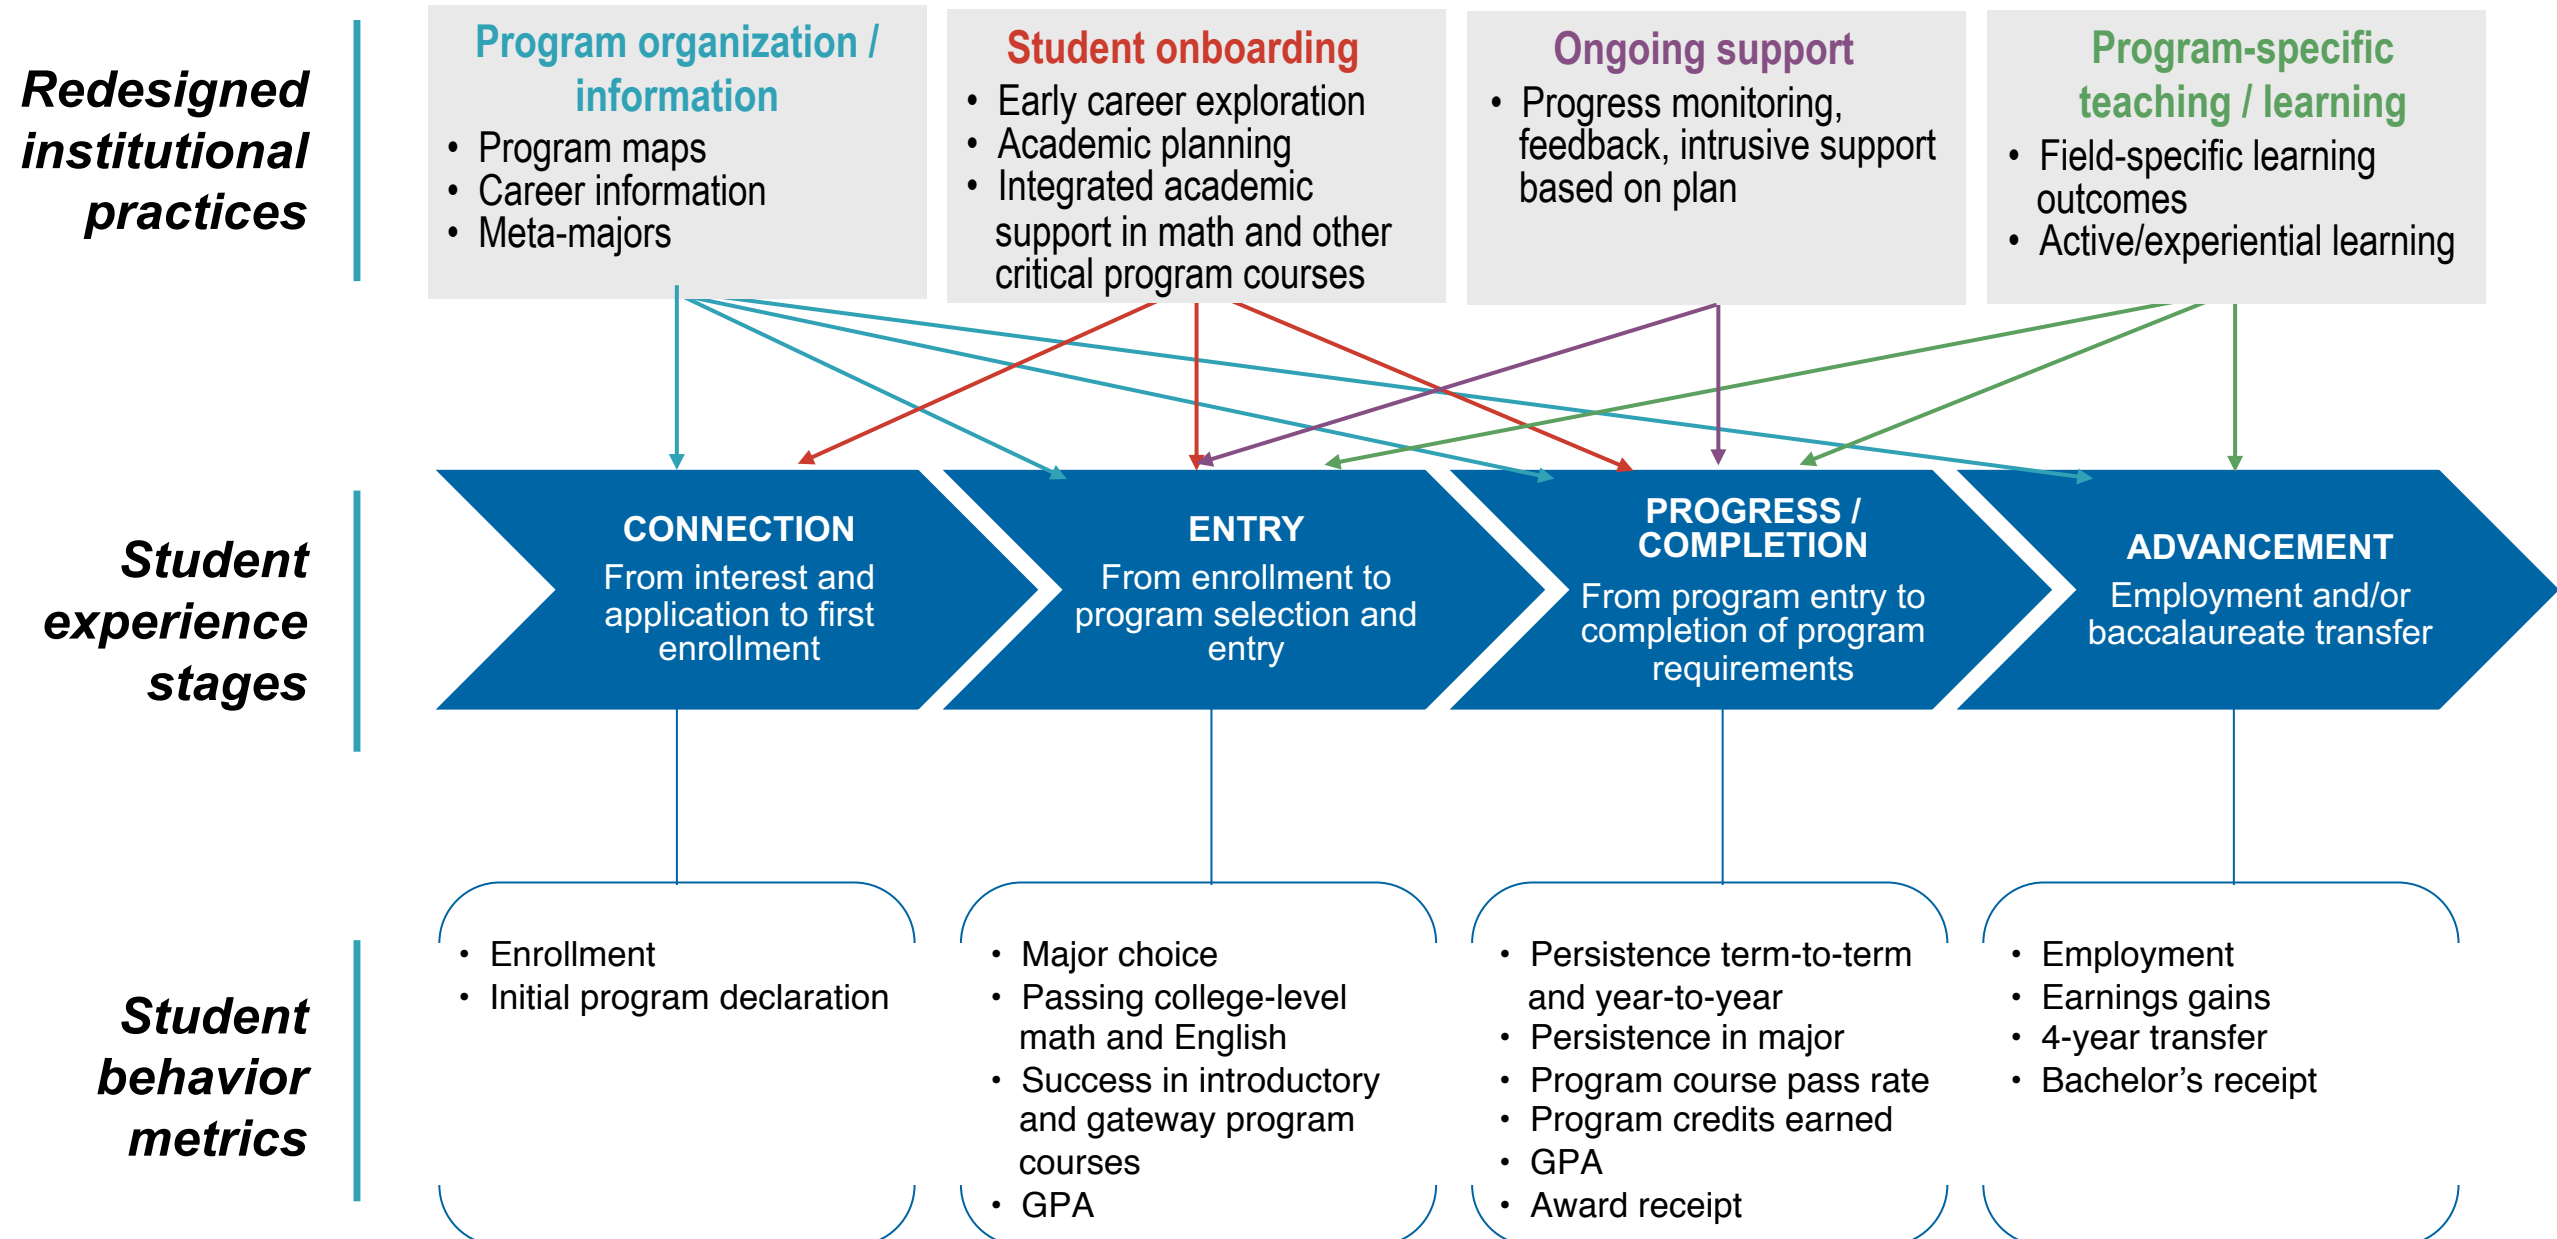 Redesigned
institutional
practices
Program organization /
information
• Program maps
• Career information
• Meta-majors
Student onboarding
• Early career exploration
• Academic planning
• Integrated academic
support in math and other
critical program courses
Ongoing support
• Progress monitoring,
feedback, intrusive support
based on plan
Program-specific
teaching / learning
• Field-specific learning
outcomes
• Active/experiential learning
Student
experience
stages
CONNECTION
From interest and
application to first
enrollment
ENTRY
From enrollment to
program selection and
entry
PROGRESS /
COMPLETION
From program entry to
completion of program
requirements
ADVANCEMENT
Employment and/or
baccalaureate transfer
Student
behavior
metrics
• Enrollment
• Initial program declaration
• Major choice
• Passing college-level
math and English
• Success in introductory
and gateway program
courses
• GPA
• Persistence term-to-term
and year-to-year
• Persistence in major
• Program course pass rate
• Program credits earned
• GPA
• Award receipt
• Employment
• Earnings gains
• 4-year transfer
• Bachelor’s receipt